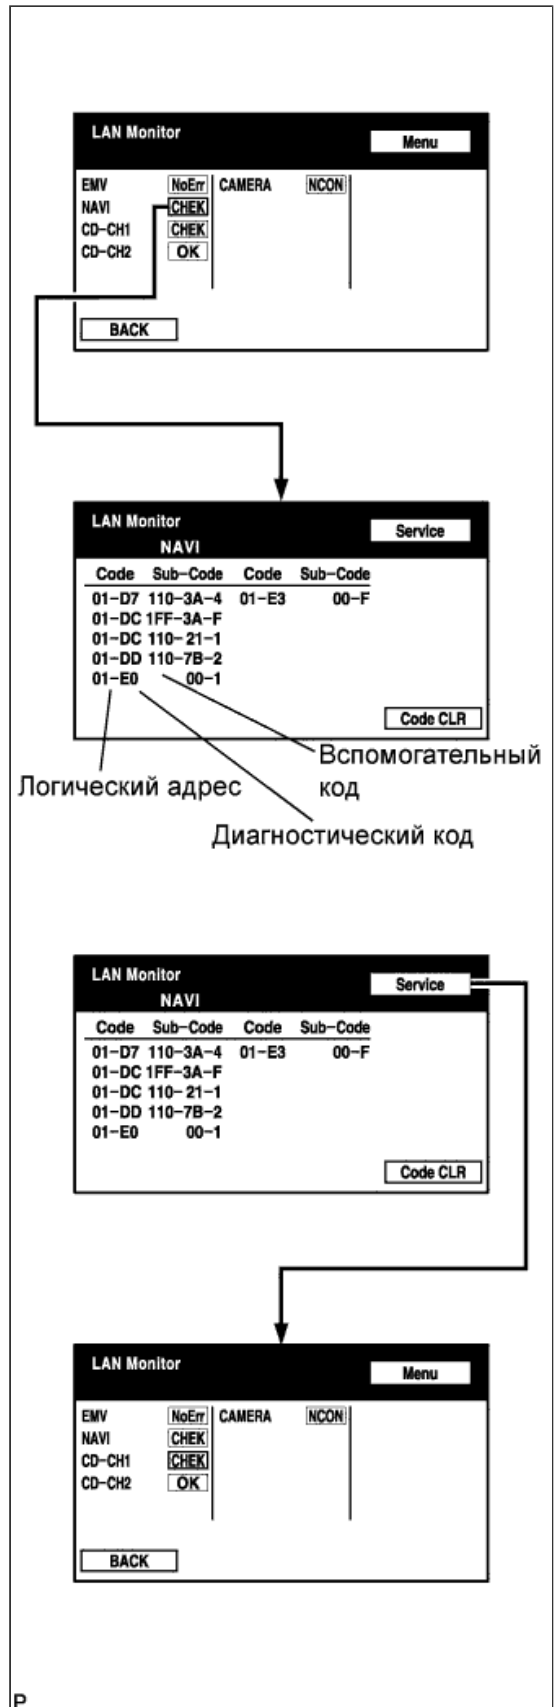 LAN Monitor
Menu
EMV NoErr CAMERA NCON
NAVI CHEK
CD-CH1 CHEK
CD-CH2 OK
BACK
LAN Monitor
Service
NAVI
Code Sub-Code Code Sub-Code
01-D7 110-3A-4 01-E3 00-F
01-DC 1FF-3A-F
01-DC 110-21-1
01-DD 110-7B-2
01-E0 00-1
Code CLR
Вспомогательный
Логический адрес код
Диагностический код
LAN Monitor
Service
NAVI
Code Sub-Code Code Sub-Code
01-D7 110-3A-4 01-E3 00-F
01-DC 1FF-3A-F
01-DC 110-21-1
01-DD 110-7B-2
01-E0 00-1
Code CLR
LAN Monitor
Menu
EMV NoErr CAMERA NCON
NAVI CHEK
CD-CH1 CHEK
CD-CH2 OK
BACK
P